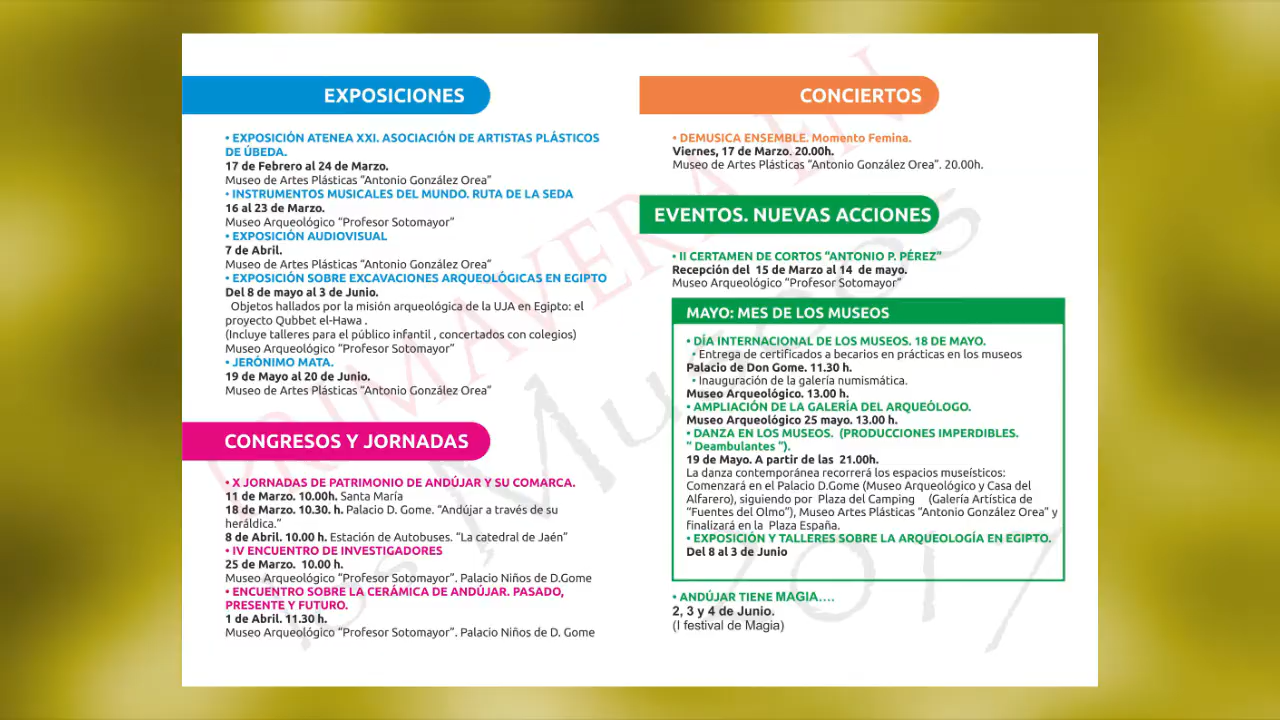 EXPOSICIONES
• EXPOSICIÓN ATENEA XXI. ASOCIACIÓN DE ARTISTAS PLÁSTICOS
DE ÚBEDA.
17 de Febrero al 24 de Marzo.
Museo de Artes Plásticas “Antonio González Orea”
• INSTRUMENTOS MUSICALES DEL MUNDO. RUTA DE LA SEDA
16 al 23 de Marzo.
Museo Arqueológico “Profesor Sotomayor”
• EXPOSICIÓN AUDIOVISUAL
7 de Abril.
Museo de Artes Plásticas “Antonio González Orea”
• EXPOSICIÓN SOBRE EXCAVACIONES ARQUEOLÓGICAS EN EGIPTO
Del 8 de mayo al 3 de Junio.
Objetos hallados por la misión arqueológica de la UJA en Egipto: el
proyecto Qubbet el-Hawa .
(Incluye talleres para el público infantil , concertados con colegios)
Museo Arqueológico “Profesor Sotomayor”
• JERÓNIMO MATA.
19 de Mayo al 20 de Junio.
Museo de Artes Plásticas “Antonio González Orea”
CONGRESOS Y JORNADAS
• X JORNADAS DE PATRIMONIO DE ANDÚJAR Y SU COMARCA.
11 de Marzo. 10.00h. Santa María
18 de Marzo. 10.30. h. Palacio D. Gome. “Andújar a través de su
heráldica.”
8 de Abril. 10.00 h. Estación de Autobuses. “La catedral de Jaén”
• IV ENCUENTRO DE INVESTIGADORES
25 de Marzo. 10.00 h.
Museo Arqueológico “Profesor Sotomayor”. Palacio Niños de D.Gome
• ENCUENTRO SOBRE LA CERÁMICA DE ANDÚJAR. PASADO,
PRESENTE Y FUTURO.
1 de Abril. 11.30 h.
Museo Arqueológico “Profesor Sotomayor”. Palacio Niños de D. Gome
CONCIERTOS
• DEMUSICA ENSEMBLE. Momento Femina.
Viernes, 17 de Marzo. 20.00h.
Museo de Artes Plásticas “Antonio González Orea”. 20.00h.
EVENTOS. NUEVAS ACCIONES
• II CERTAMEN DE CORTOS “ANTONIO P. PÉREZ”
Recepción del 15 de Marzo al 14 de mayo.
Museo Arqueológico “Profesor Sotomayor”
MAYO: MES DE LOS MUSEOS
• DÍA INTERNACIONAL DE LOS MUSEOS. 18 DE MAYO.
• Entrega de certificados a becarios en prácticas en los museos
Palacio de Don Gome. 11.30 h.
• Inauguración de la galería numismática.
Museo Arqueológico. 13.00 h.
• AMPLIACIÓN DE LA GALERÍA DEL ARQUEÓLOGO.
Museo Arqueológico 25 mayo. 13.00 h.
• DANZA EN LOS MUSEOS. (PRODUCCIONES IMPERDIBLES.
" Deambulantes ").
19 de Mayo. A partir de las 21.00h.
La danza contemporánea recorrerá los espacios museísticos:
Comenzará en el Palacio D.Gome (Museo Arqueológico y Casa del
Alfarero), siguiendo por Plaza del Camping (Galería Artística de
“Fuentes del Olmo”), Museo Artes Plásticas “Antonio González Orea” y
finalizará en la Plaza España.
• EXPOSICIÓN Y TALLERES SOBRE LA ARQUEOLOGÍA EN EGIPTO.
Del 8 al 3 de Junio
• ANDÚJAR TIENE MAGIA….
2, 3 y 4 de Junio.
(I festival de Magia)
PRIMAVERA EN
los Museos
2017